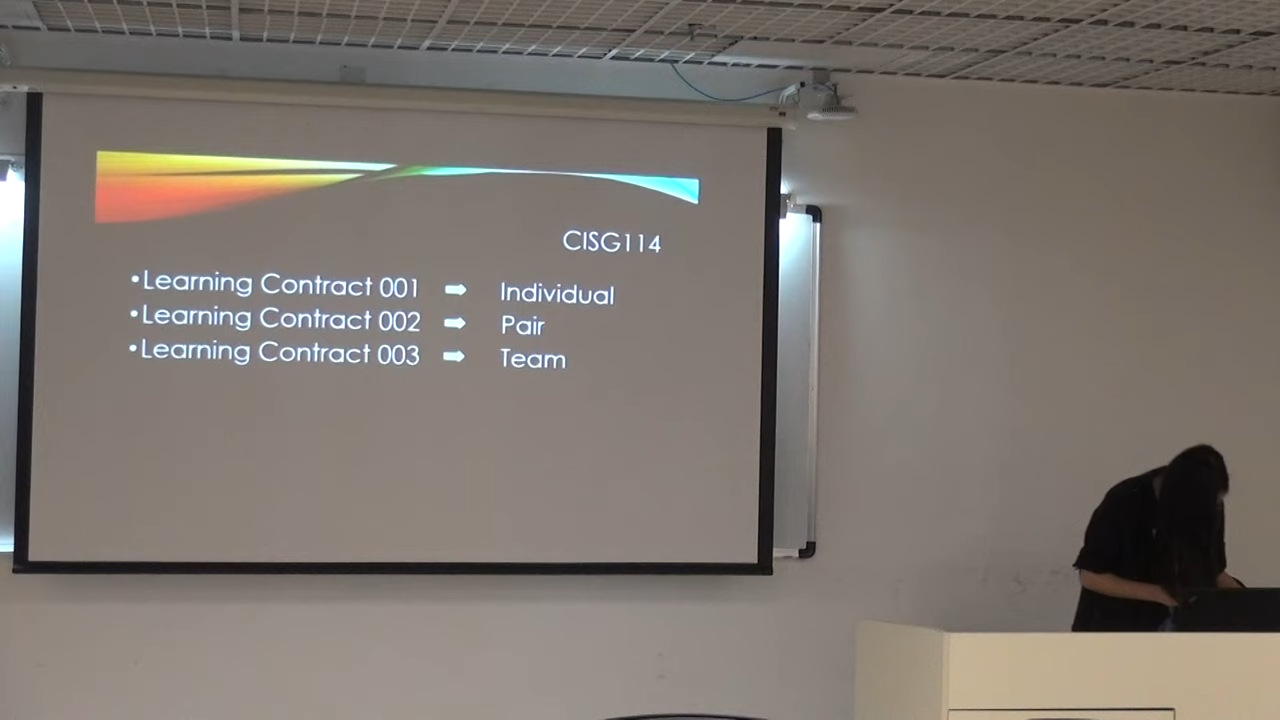 CISG114
•Learning Contract 001 ➡ Individual
•Learning Contract 002 ➡ Pair
•Learning Contract 003 ➡ Team